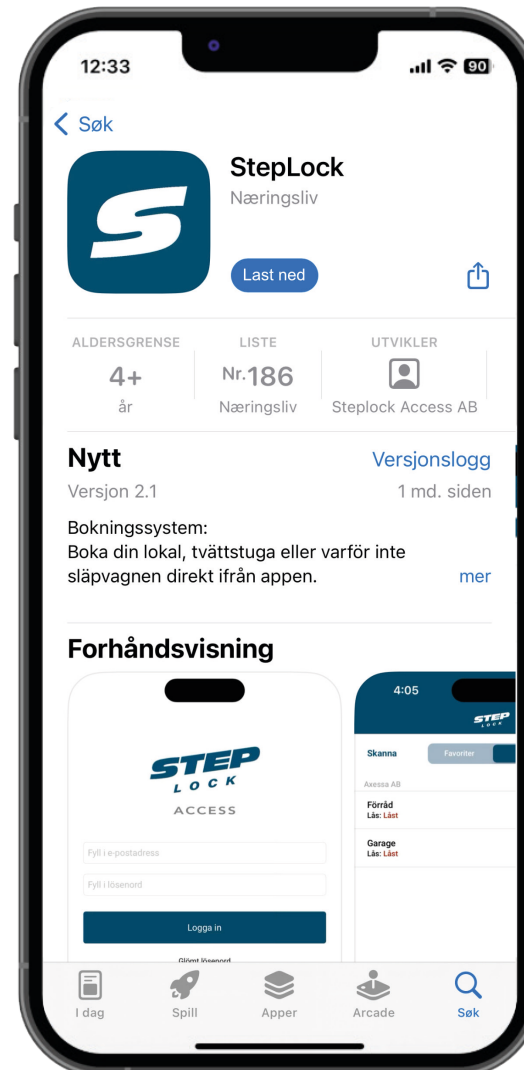 12:33
90
Søk
StepLock
Næringsliv
Last ned
ALDERSGRENSE
4+
år
LISTE
Nr.186
Næringsliv
UTVIKLER
Steplock Access AB
Nytt
Versjonslogg
Versjon 2.1
1 md. siden
Bokningssystem:
Boka din lokal, tvättstuga eller varför inte
släpvagnen direkt ifrån appen.
mer
Forhåndsvisning
STEP
LOCK
ACCESS
Fyll i e-postadress
Fyll i lösenord
Logga in
Glömt lösenord
4:05
STEP
LOCK
Skanna
Favoriter
Axessa AB
Förråd
Lås: Låst
Garage
Lås: Låst
I dag
Spill
Apper
Arcade
Søk